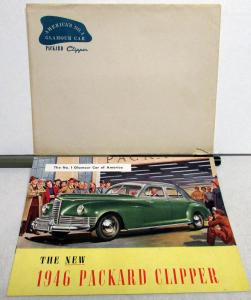 AMERICA'S NO. 1
GLAMOUR CAR
PACKARD Clipper
PACKARD
The No. 1 Glamour Car of America
THE NEW
1946 PACKARD CLIPPER